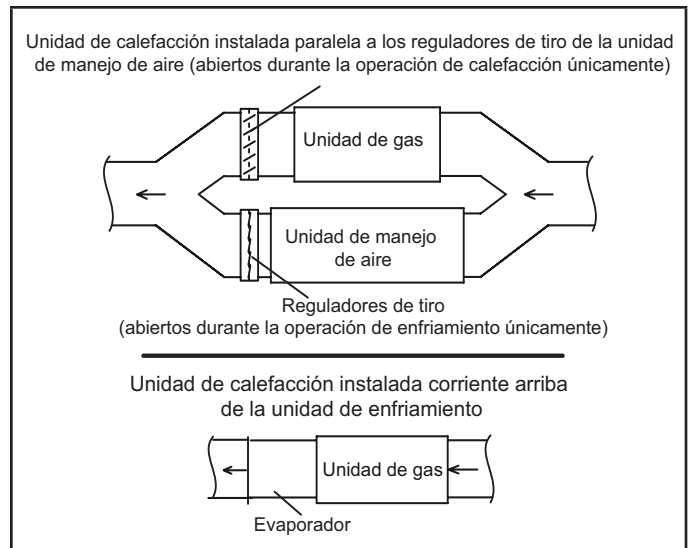 Unidad de calefacción instalada paralela a los reguladores de tiro de la unidad
de manejo de aire (abiertos durante la operación de calefacción únicamente)
Unidad de gas
Unidad de manejo
de aire
Reguladores de tiro
(abiertos durante la operación de enfriamiento únicamente)
Unidad de calefacción instalada corriente arriba
de la unidad de enfriamiento
Unidad de gas
Evaporador